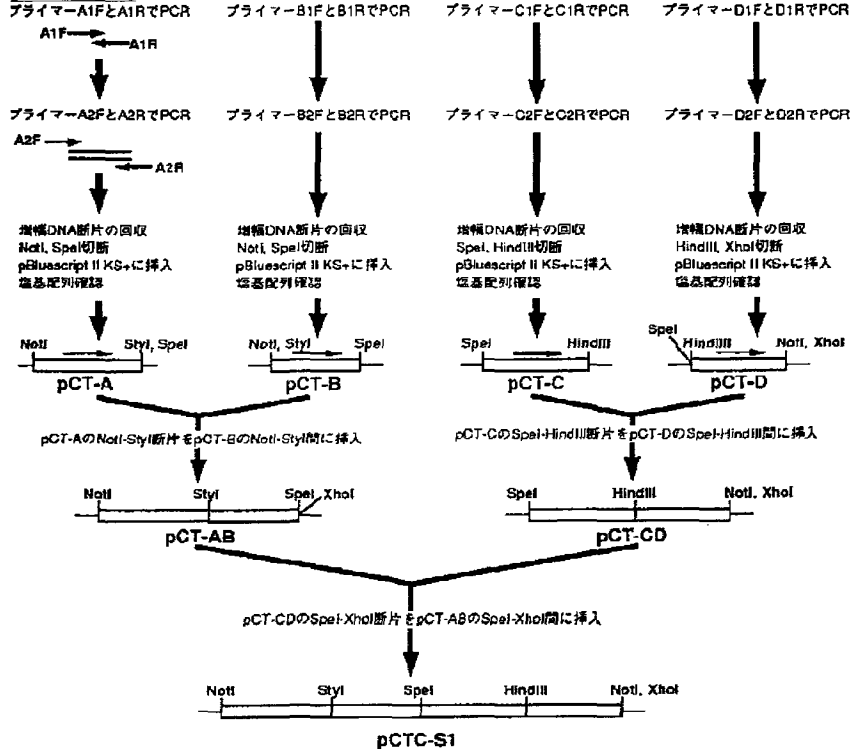 プライマーA1FとA1RでPCR
プライマーB1FとB1RでPCR
プライマーC1FとC1RでPCR
プライマーD1FとD1RでPCR
A1F
A1R
プライマーA2FとA2RでPCR
プライマーB2FとB2RでPCR
プライマーC2FとC2RでPCR
プライマーD2FとD2RでPCR
A2F
A2R
増幅DNA断片の回収
NotI, SpeI切断
pBluescript II KS+に挿入
塩基配列確認
増幅DNA断片の回収
NotI, SpeI切断
pBluescript II KS+に挿入
塩基配列確認
増幅DNA断片の回収
SpeI, HindIII切断
pBluescript II KS+に挿入
塩基配列確認
増幅DNA断片の回収
HindIII, XhoI切断
pBluescript II KS+に挿入
塩基配列確認
NotI
StyI, SpeI
pCT-A
NotI, StyI
SpeI
pCT-B
SpeI
HindIII
pCT-C
SpeI
HindIII
NotI, XhoI
pCT-D
pCT-AのNotI-StyI断片をpCT-BのNotI-StyI間に挿入
pCT-CのSpeI-HindIII断片をpCT-DのSpeI-HindIII間に挿入
NotI
StyI
SpeI
XhoI
pCT-AB
SpeI
HindIII
NotI, XhoI
pCT-CD
pCT-CDのSpeI-XhoI断片をpCT-ABのSpeI-XhoI間に挿入
NotI
StyI
SpeI
HindIII
NotI, XhoI
pCTC-S1